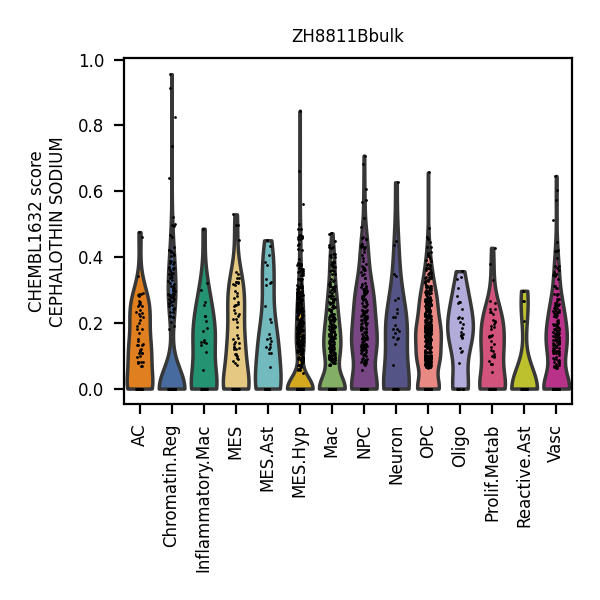 ZH8811Bbulk
CHEMBL1632 score
CEPHALOTHIN SODIUM
1.0
0.8
0.6
0.4
0.2
0.0
AC
Chromatin.Reg
Inflammatory.Mac
MES
MES.Ast
MES.Hyp
Mac
NPC
Neuron
OPC
Oligo
Prolif.Metab
Reactive.Ast
Vasc